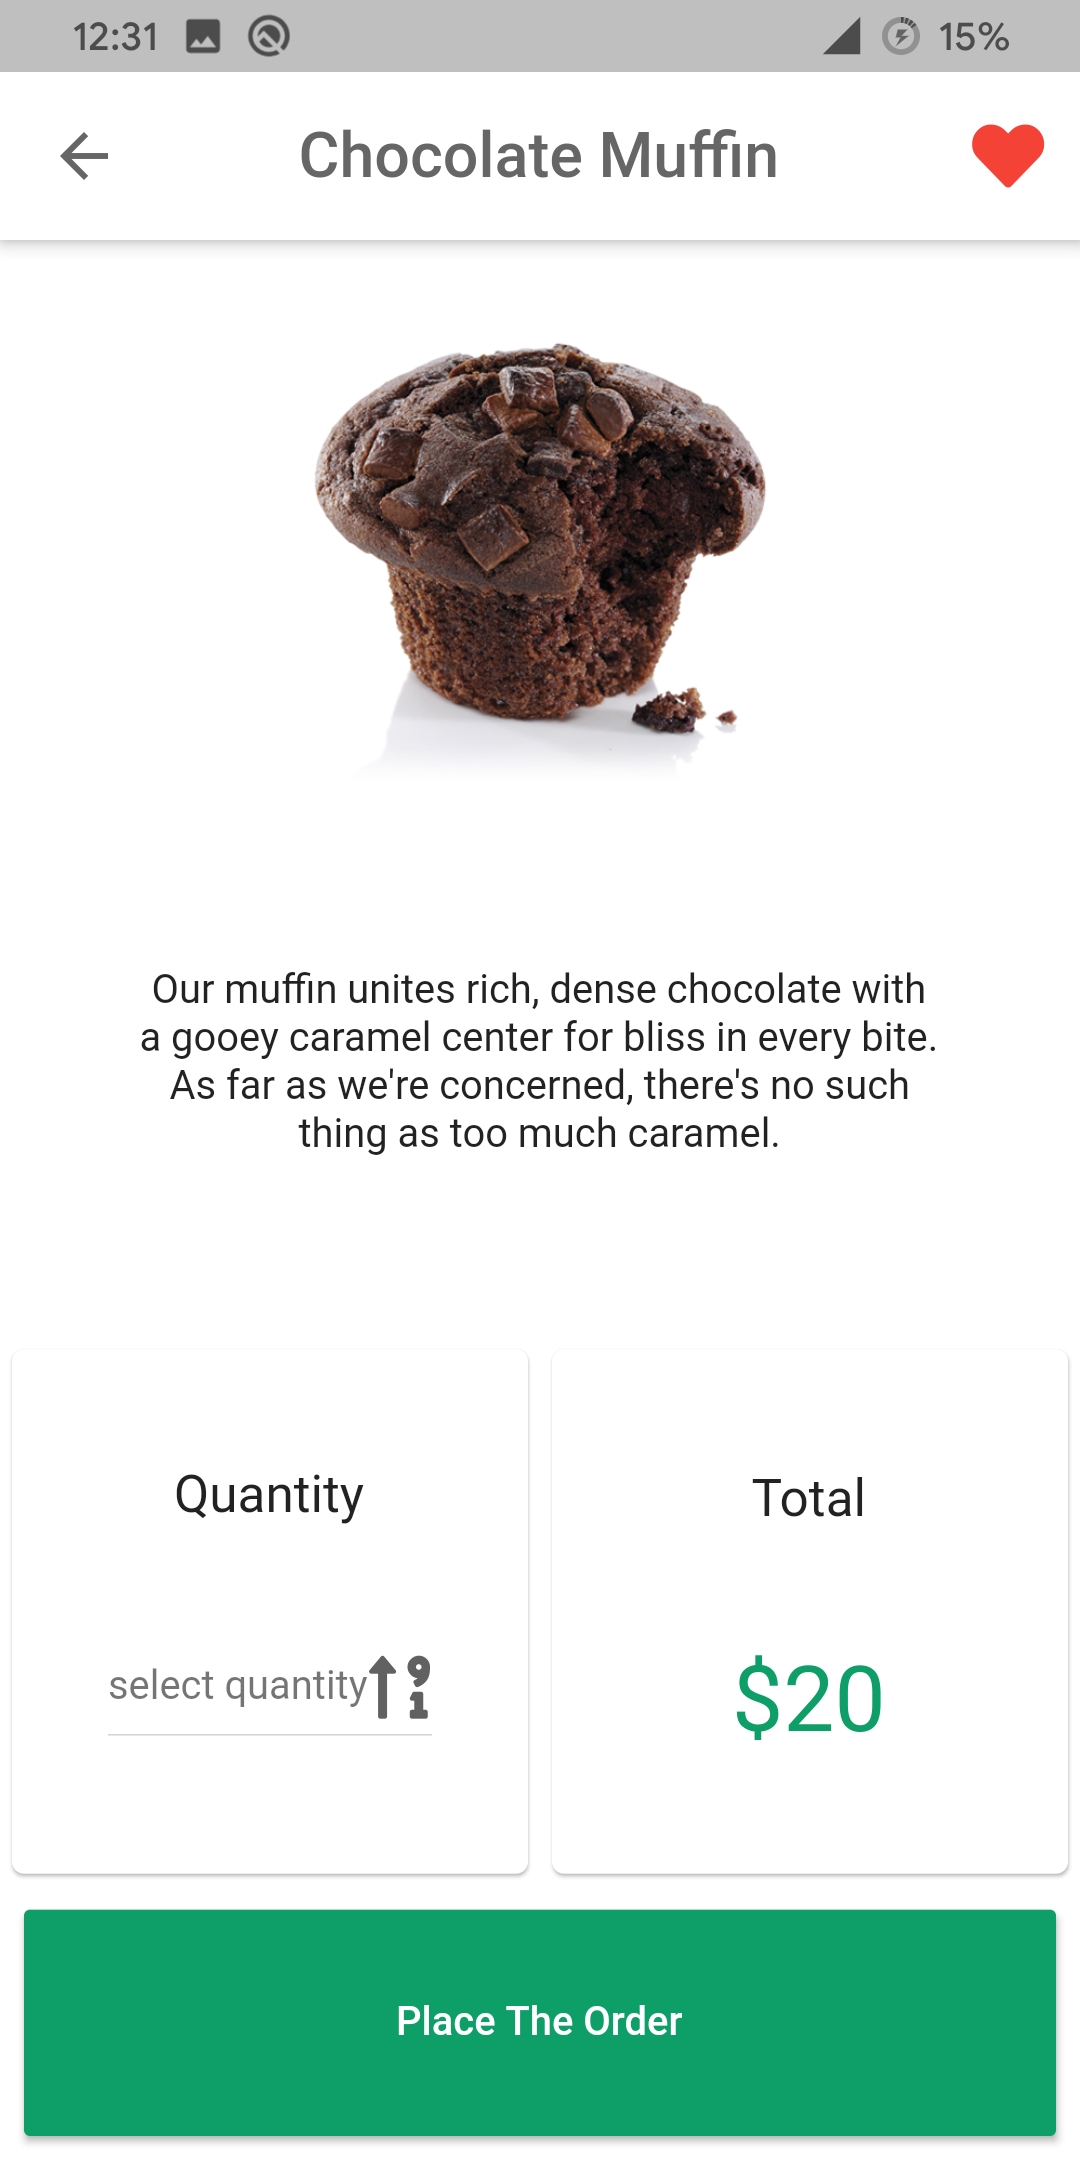 12:31
15%
Chocolate Muffin
Our muffin unites rich, dense chocolate with
a gooey caramel center for bliss in every bite.
As far as we're concerned, there's no such
thing as too much caramel.
Quantity
Total
select quantity
$20
Place The Order